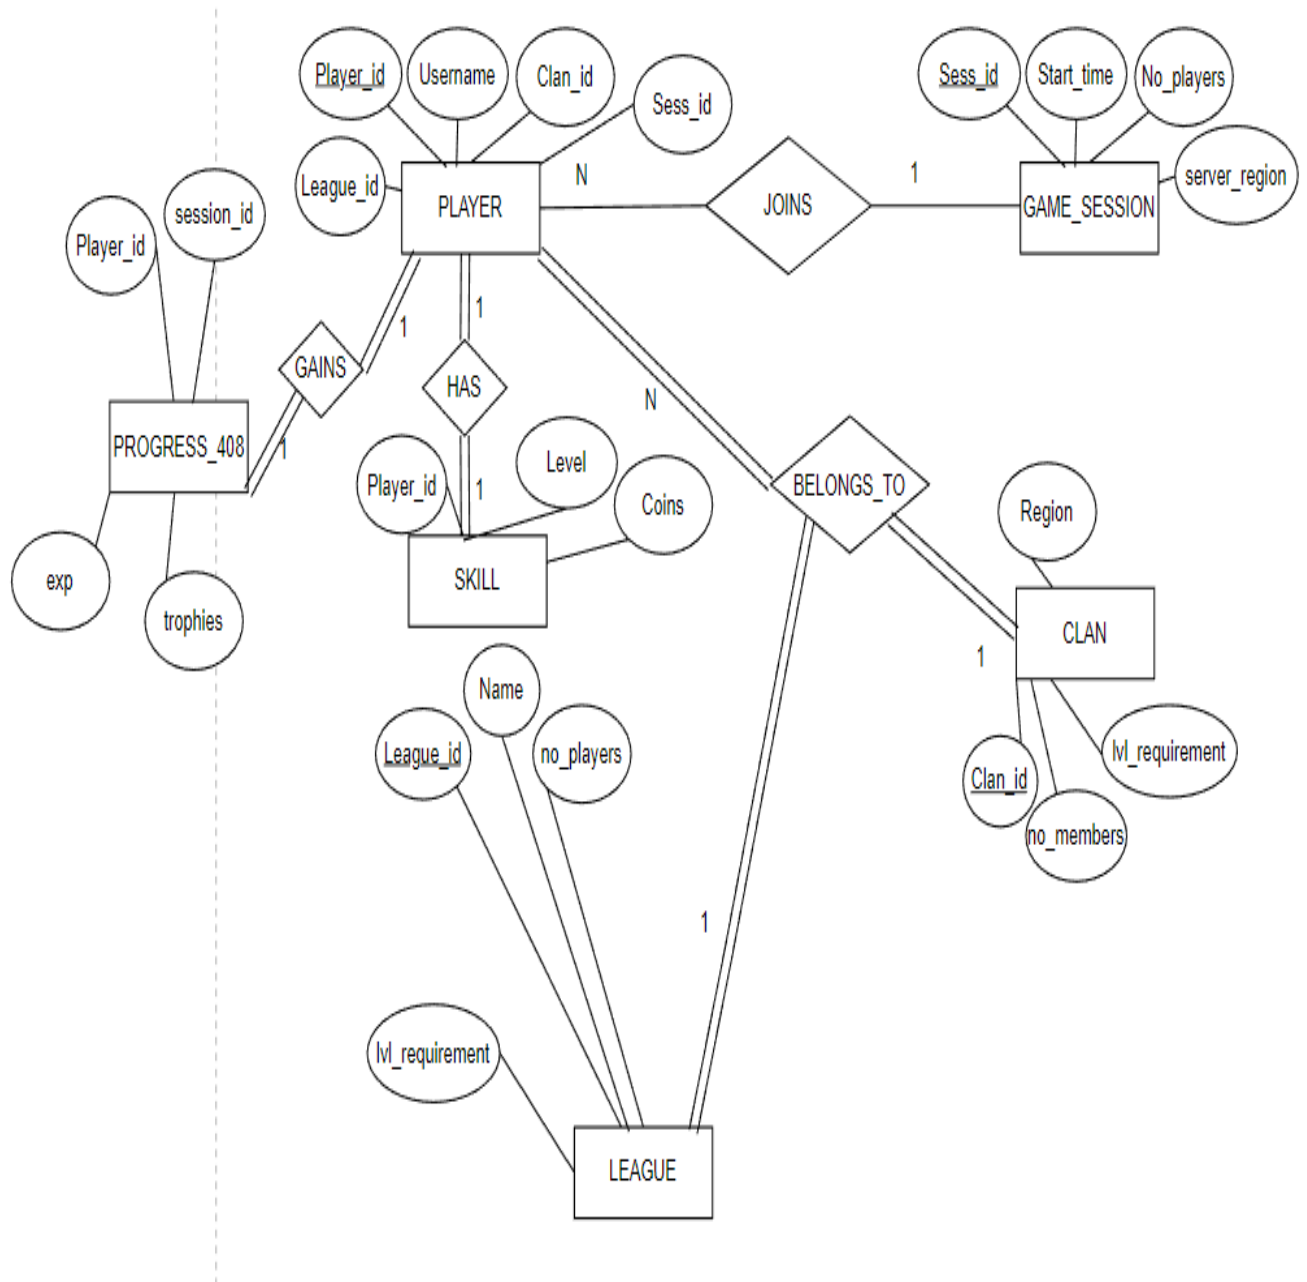 Player_id
Username
Clan_id
Sess_id
League_id
PLAYER
N
JOINS
1
Sess_id
Start_time
No_players
server_region
GAME_SESSION
Player_id
session_id
GAINS
1
1
PROGRESS_408
exp
trophies
1
HAS
1
Player_id
Level
Coins
SKILL
N
BELONGS_TO
1
Region
CLAN
Clan_id
no_members
lvl_requirement
1
League_id
Name
no_players
lvl_requirement
LEAGUE